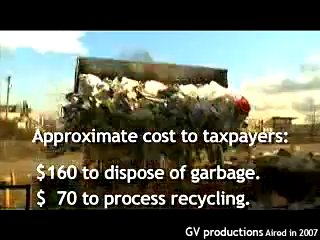 Approximate cost to taxpayers:
$160 to dispose of garbage.
$ 70 to process recycling.
GV productions Aired in 2007